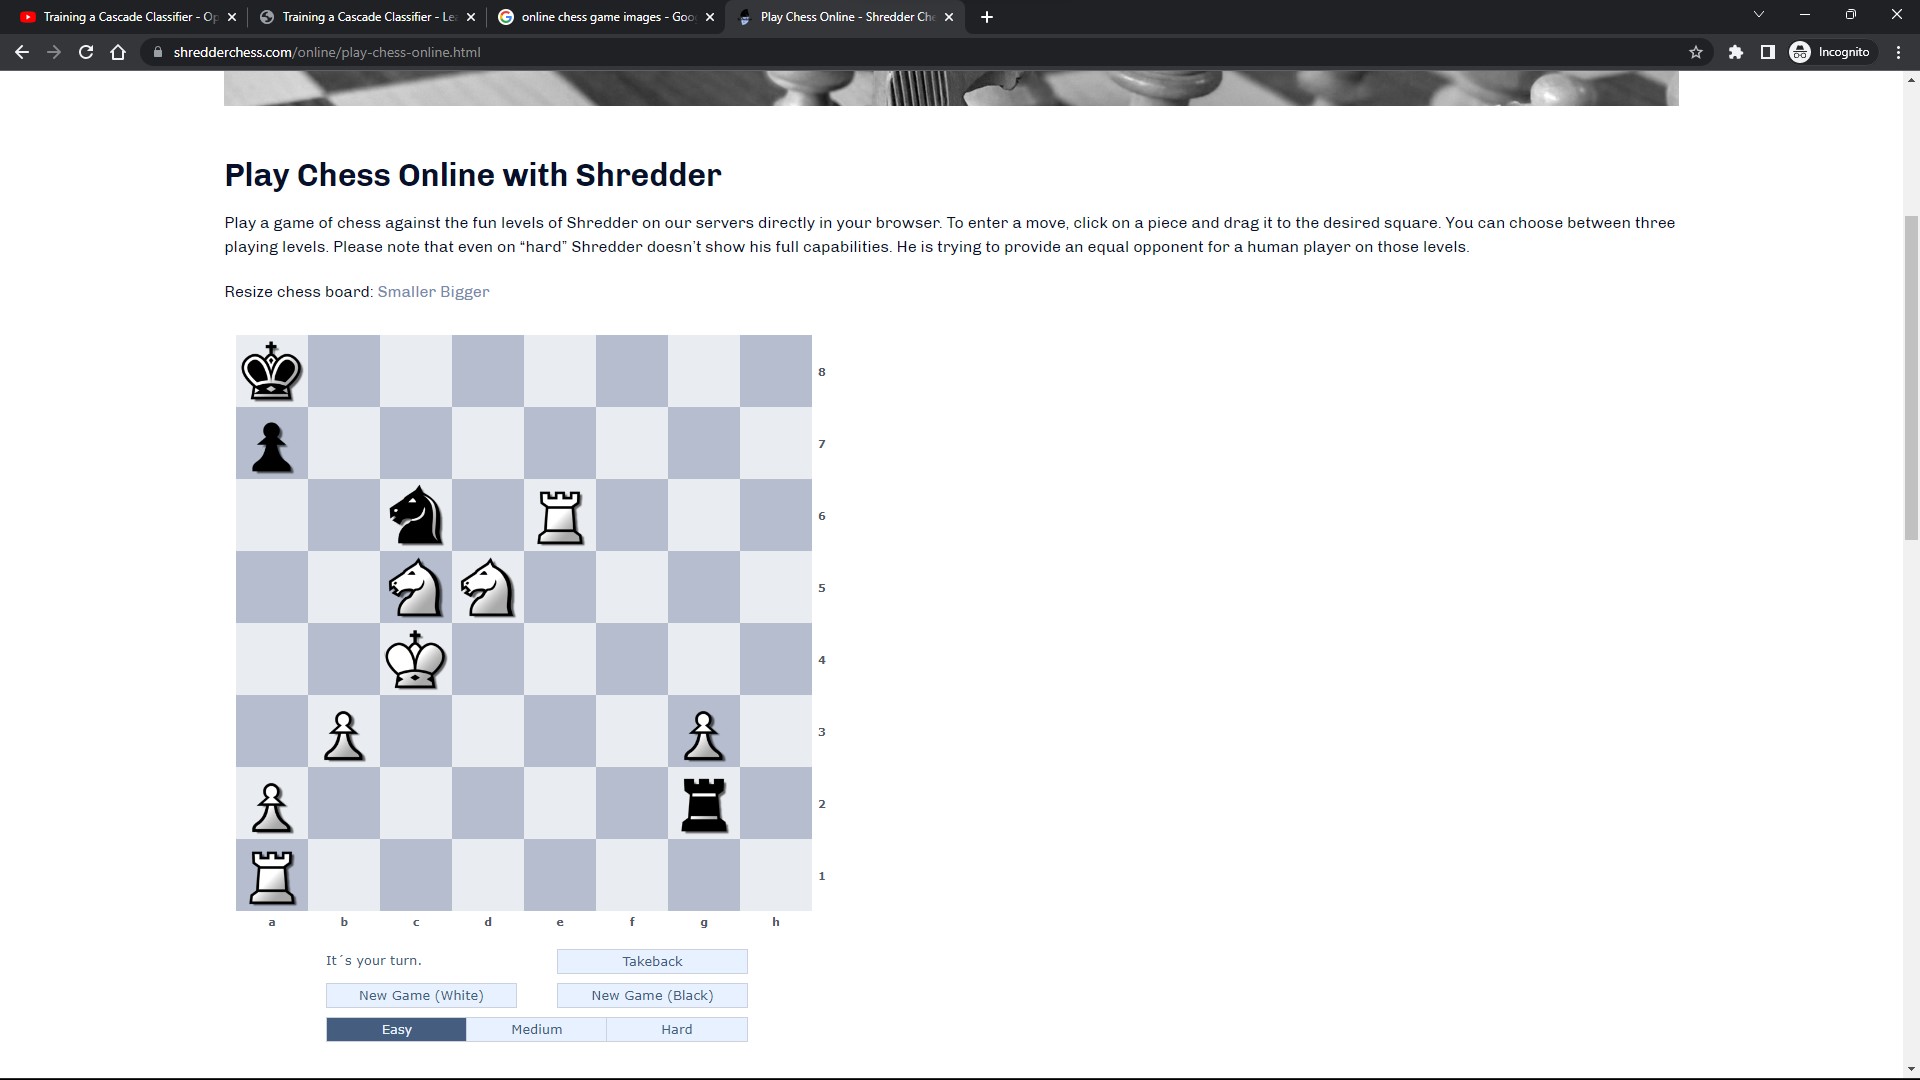 Training a Cascade Classifier - Op
Training a Cascade Classifier - Lea
online chess game images - Goo
Play Chess Online - Shredder Che
shredderchess.com/online/play-chess-online.html
Incognito
Play Chess Online with Shredder
Play a game of chess against the fun levels of Shredder on our servers directly in your browser. To enter a move, click on a piece and drag it to the desired square. You can choose between three
playing levels. Please note that even on “hard” Shredder doesn’t show his full capabilities. He is trying to provide an equal opponent for a human player on those levels.
Resize chess board: Smaller Bigger
8
7
6
5
4
3
2
1
a b c d e f g h
It´s your turn. Takeback
New Game (White) New Game (Black)
Easy Medium Hard